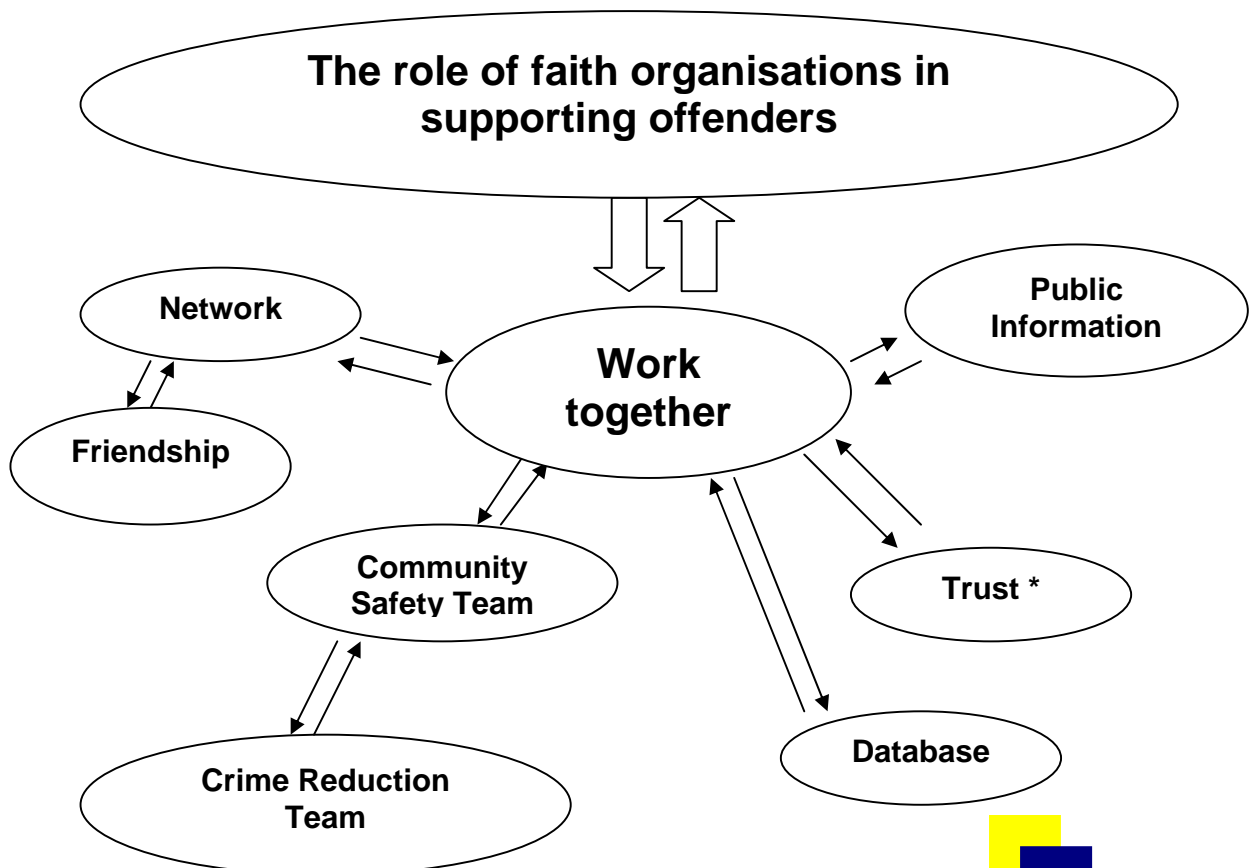 The role of faith organisations in
supporting offenders
Network
Public
Information
Work
together
Friendship
Community
Safety Team
Trust *
Database
Crime Reduction
Team